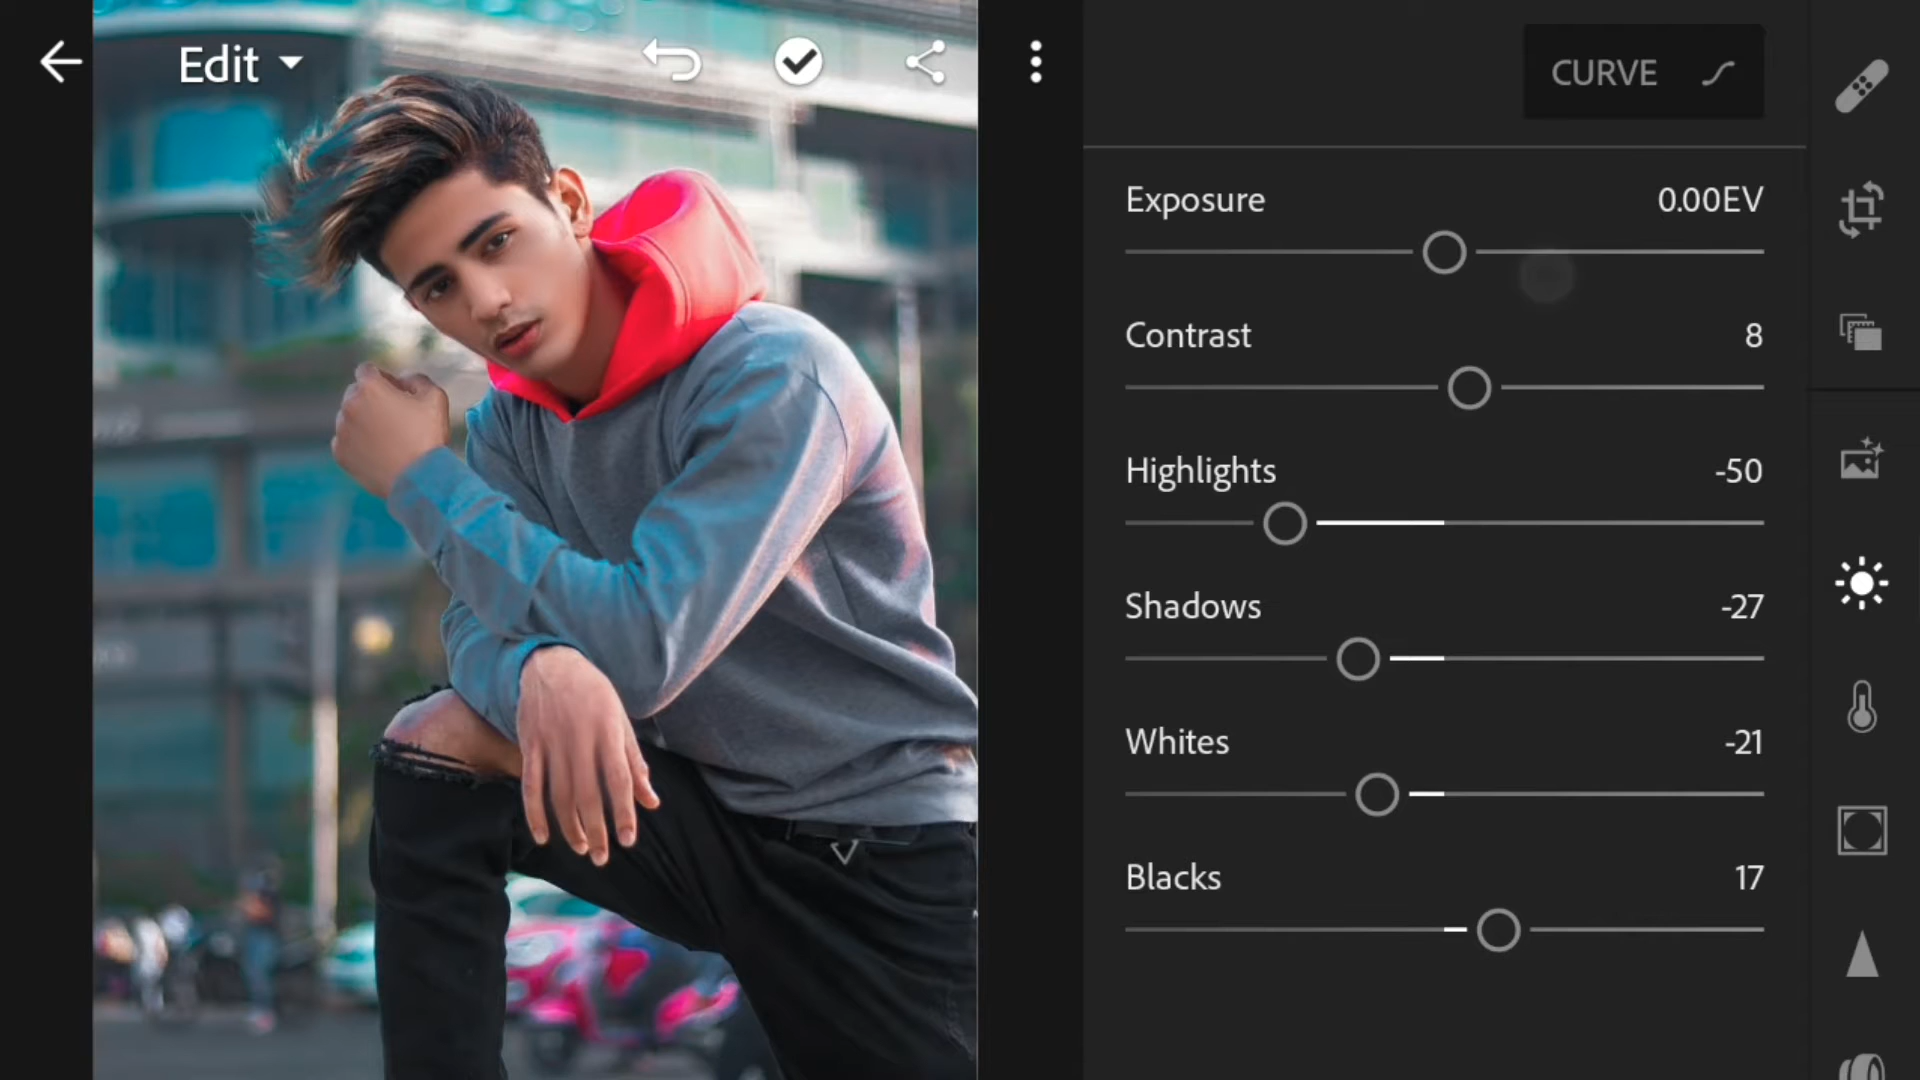 Edit
CURVE
Exposure 0.00EV
Contrast 8
Highlights -50
Shadows -27
Whites -21
Blacks 17